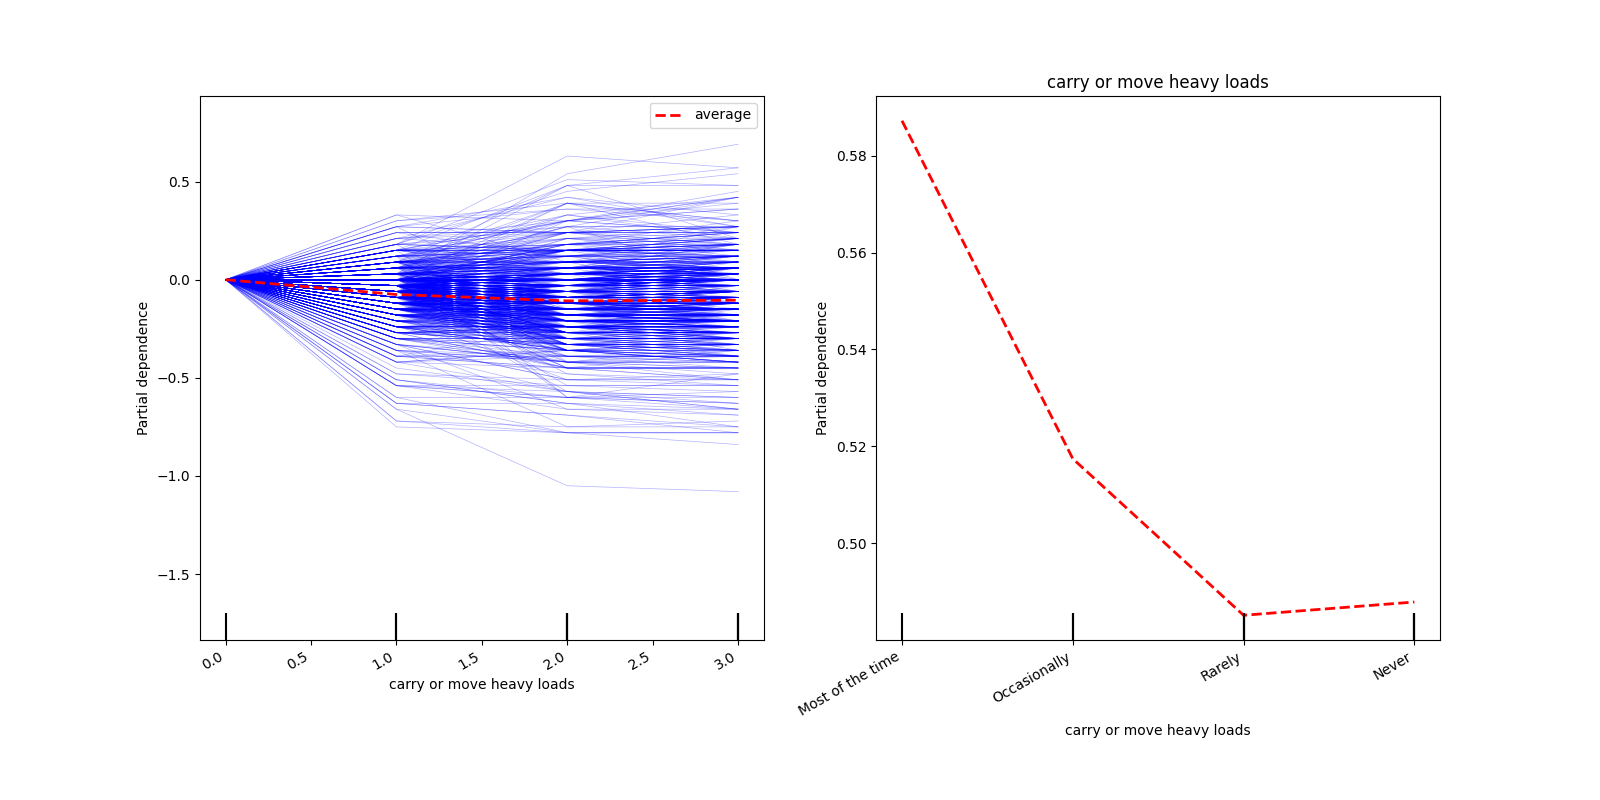 average
0.5
0.0
−0.5
−1.0
−1.5
Partial dependence
0.0
0.5
1.0
1.5
2.0
2.5
3.0
carry or move heavy loads
carry or move heavy loads
0.58
0.56
0.54
0.52
0.50
Partial dependence
Most of the time
Occasionally
Rarely
Never
carry or move heavy loads